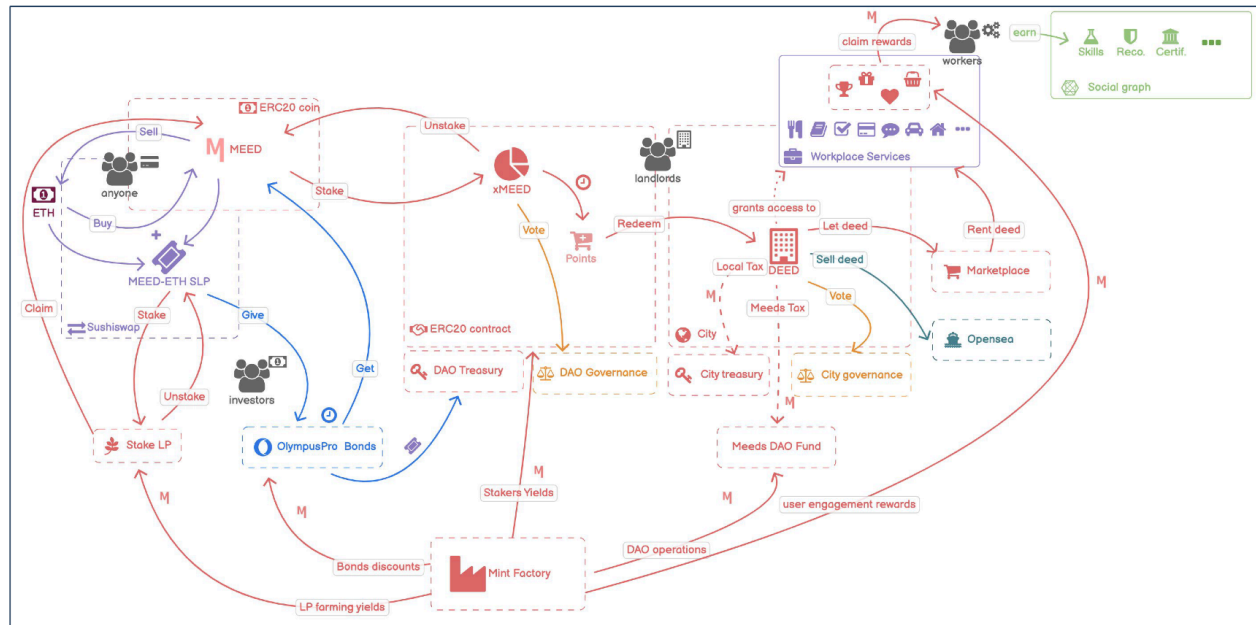 claim rewards
workers
earn
Skills
Reco.
Certif.
Social graph
Workplace Services
ERC20 coin
MEED
Sell
anyone
ETH
Buy
MEED-ETH SLP
Sushiswap
Claim
Stake
Unstake
Give
Get
investors
Stake LP
OlympusPro Bonds
Unstake
Stake
xMEED
Vote
Points
ERC20 contract
DAO Treasury
DAO Governance
landlords
Redeem
grants access to
Let deed
Rent deed
DEED
Local Tax
Meeds Tax
Sell deed
Vote
Marketplace
Opensea
City
City treasury
City governance
Meeds DAO Fund
Stakers Yields
user engagement rewards
DAO operations
Bonds discounts
Mint Factory
LP farming yields